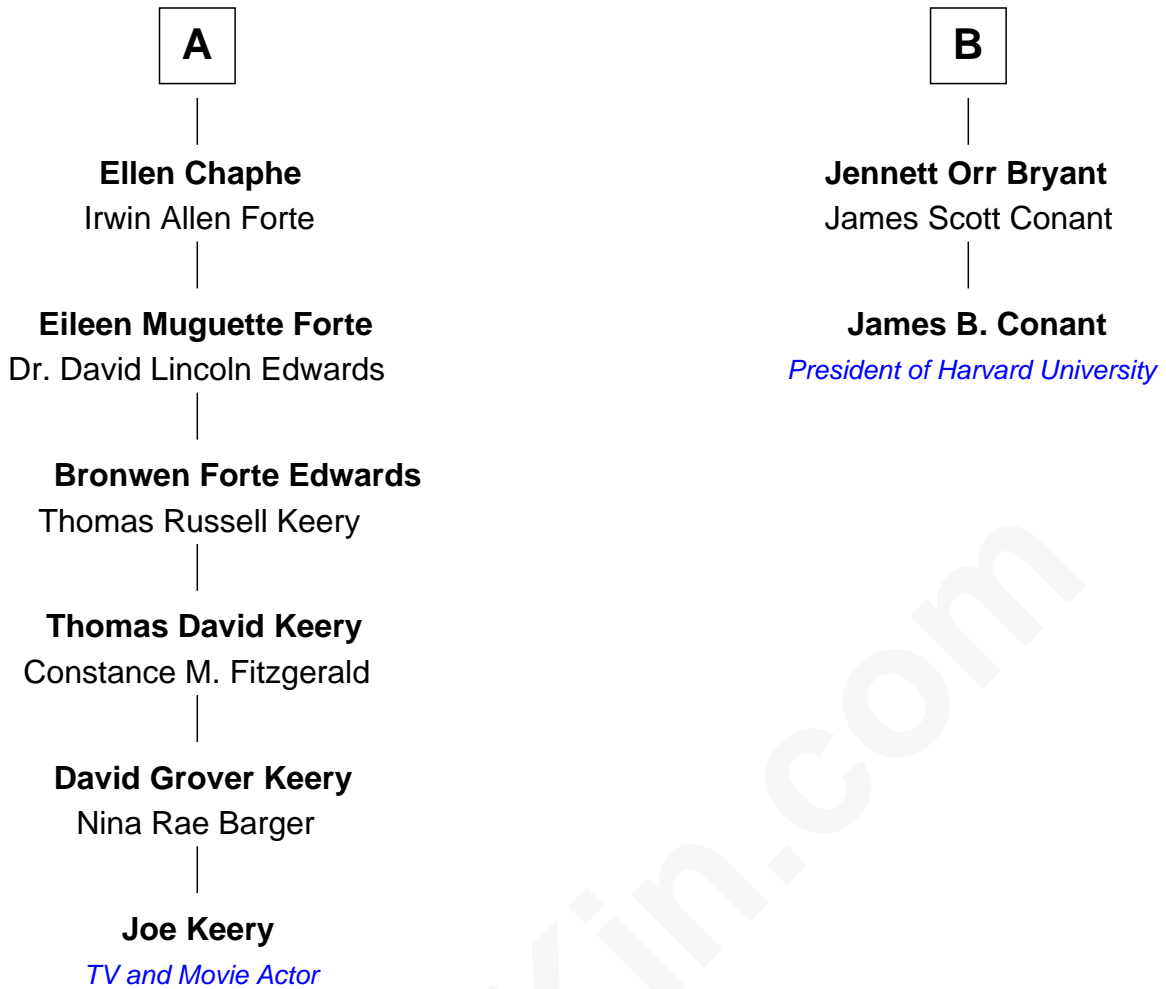 A
Ellen Chaphe
Irwin Allen Forte
Eileen Muguette Forte
Dr. David Lincoln Edwards
Bronwen Forte Edwards
Thomas Russell Keery
Thomas David Keery
Constance M. Fitzgerald
David Grover Keery
Nina Rae Barger
Joe Keery
TV and Movie Actor
B
Jennett Orr Bryant
James Scott Conant
James B. Conant
President of Harvard University